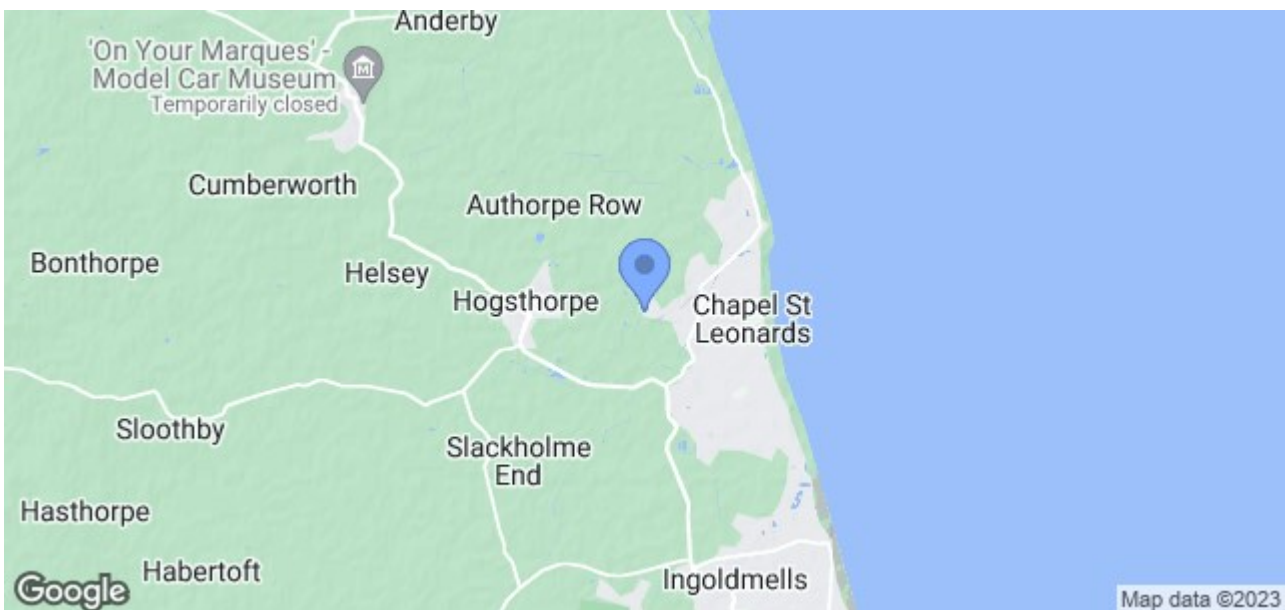 Anderby
'On Your Marques' -
Model Car Museum
Temporarily closed
Cumberworth
Authorpe Row
Bonthorpe
Helsey
Hogsthorpe
Chapel St
Leonards
Sloothby
Slackholme
End
Hasthorpe
Habertoft
Ingoldmells
Google
Map data ©2023